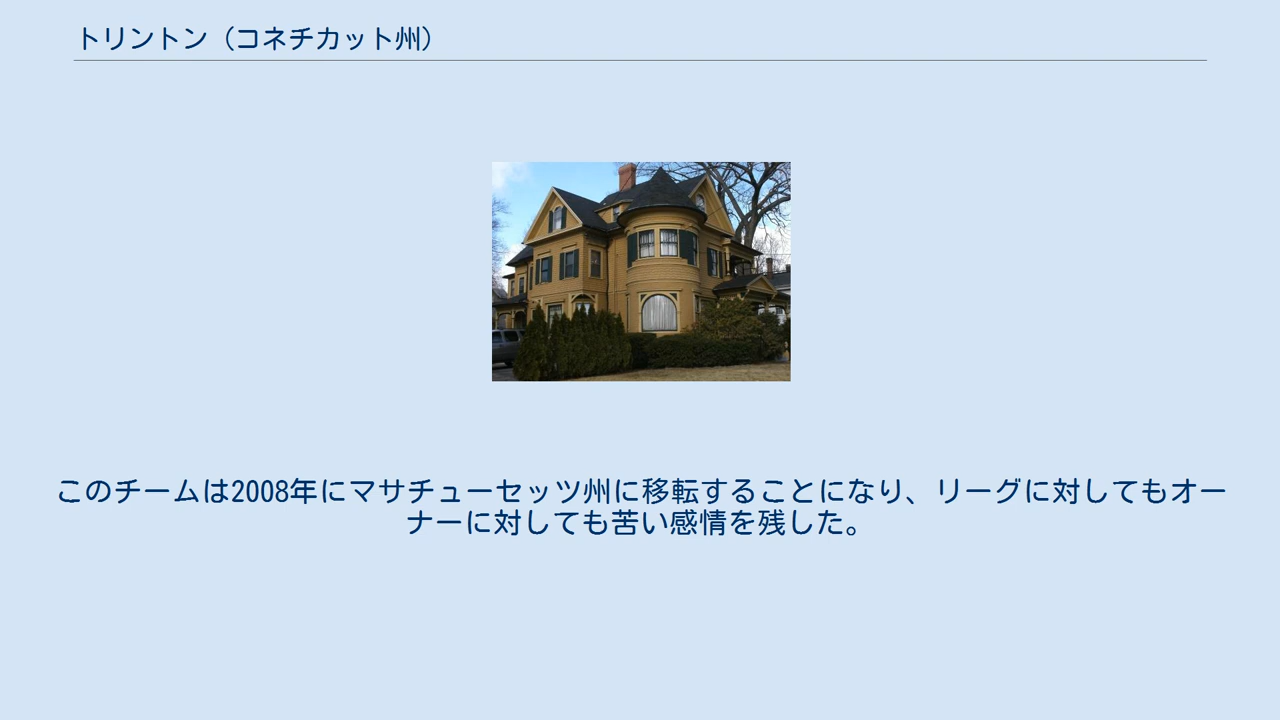 トリントン（コネチカット州）
このチームは2008年にマサチューセッツ州に移転することになり、リーグに対してもオー
ナーに対しても苦い感情を残した。